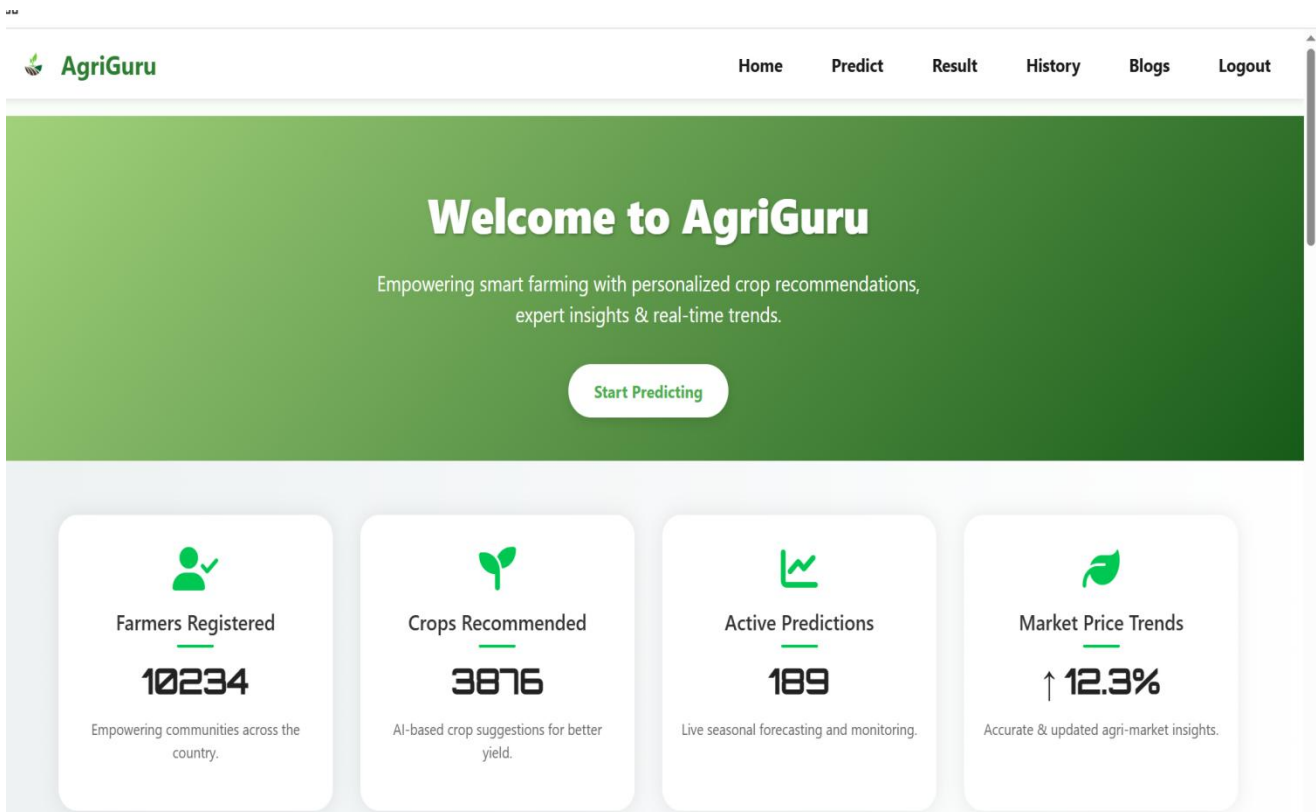 AgriGuru
Home Predict Result History Blogs Logout
Welcome to AgriGuru
Empowering smart farming with personalized crop recommendations,
expert insights & real-time trends.
Start Predicting
Farmers Registered
10234
Empowering communities across the
country.
Crops Recommended
3876
AI-based crop suggestions for better
yield.
Active Predictions
189
Live seasonal forecasting and monitoring.
Market Price Trends
↑ 12.3%
Accurate & updated agri-market insights.